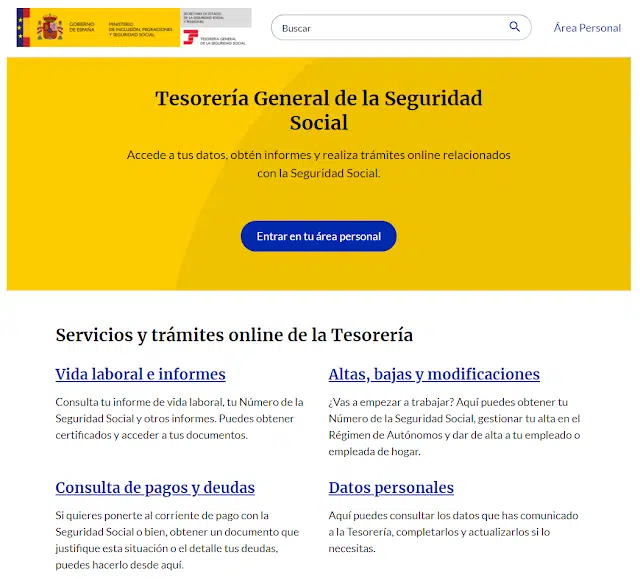 GOBIERNO
DE ESPAÑA
MINISTERIO
DE INCLUSIÓN, MIGRACIONES
Y SEGURIDAD SOCIAL
SECRETARÍA DE ESTADO
DE LA SEGURIDAD SOCIAL
Y PENSIONES
TESORERÍA GENERAL
DE LA SEGURIDAD SOCIAL
Buscar
Área Personal
Tesorería General de la Seguridad
Social
Accede a tus datos, obtén informes y realiza trámites online relacionados
con la Seguridad Social.
Entrar en tu área personal
Servicios y trámites online de la Tesorería
Vida laboral e informes
Consulta tu informe de vida laboral, tu Número de la
Seguridad Social y otros informes. Puedes obtener
certificados y acceder a tus documentos.
Altas, bajas y modificaciones
¿Vas a empezar a trabajar? Aquí puedes obtener tu
Número de la Seguridad Social, gestionar tu alta en el
Régimen de Autónomos y dar de alta a tu empleado o
empleada de hogar.
Consulta de pagos y deudas
Si quieres ponerte al corriente de pago con la
Seguridad Social o bien, obtener un documento que
justifique esta situación o el detalle tus deudas,
puedes hacerlo desde aquí.
Datos personales
Aquí puedes consultar los datos que has comunicado
a la Tesorería, completarlos y actualizarlos si lo
necesitas.